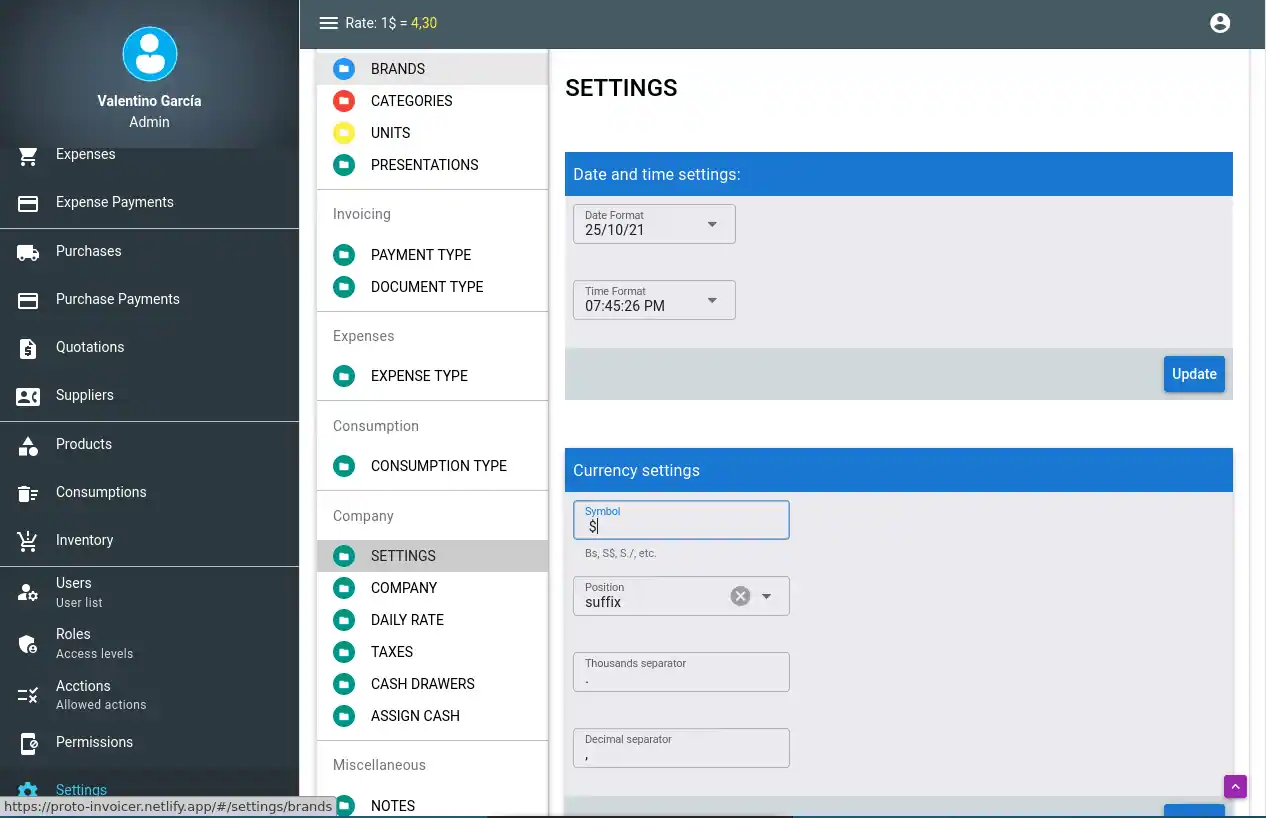 Rate: 1$ = 4,30
Valentino García
Admin
Expenses
Expense Payments
Purchases
Purchase Payments
Quotations
Suppliers
Products
Consumptions
Inventory
Users
User list
Roles
Access levels
Acctions
Allowed actions
Permissions
Settings
https://proto-invoicer.netlify.app/#/settings/brands
BRANDS
CATEGORIES
UNITS
PRESENTATIONS
Invoicing
PAYMENT TYPE
DOCUMENT TYPE
Expenses
EXPENSE TYPE
Consumption
CONSUMPTION TYPE
Company
SETTINGS
COMPANY
DAILY RATE
TAXES
CASH DRAWERS
ASSIGN CASH
Miscellaneous
NOTES
SETTINGS
Date and time settings:
Date Format
25/10/21
Time Format
07:45:26 PM
Update
Currency settings
Symbol
$
Bs, S$, S./, etc.
Position
suffix
Thousands separator
.
Decimal separator
,